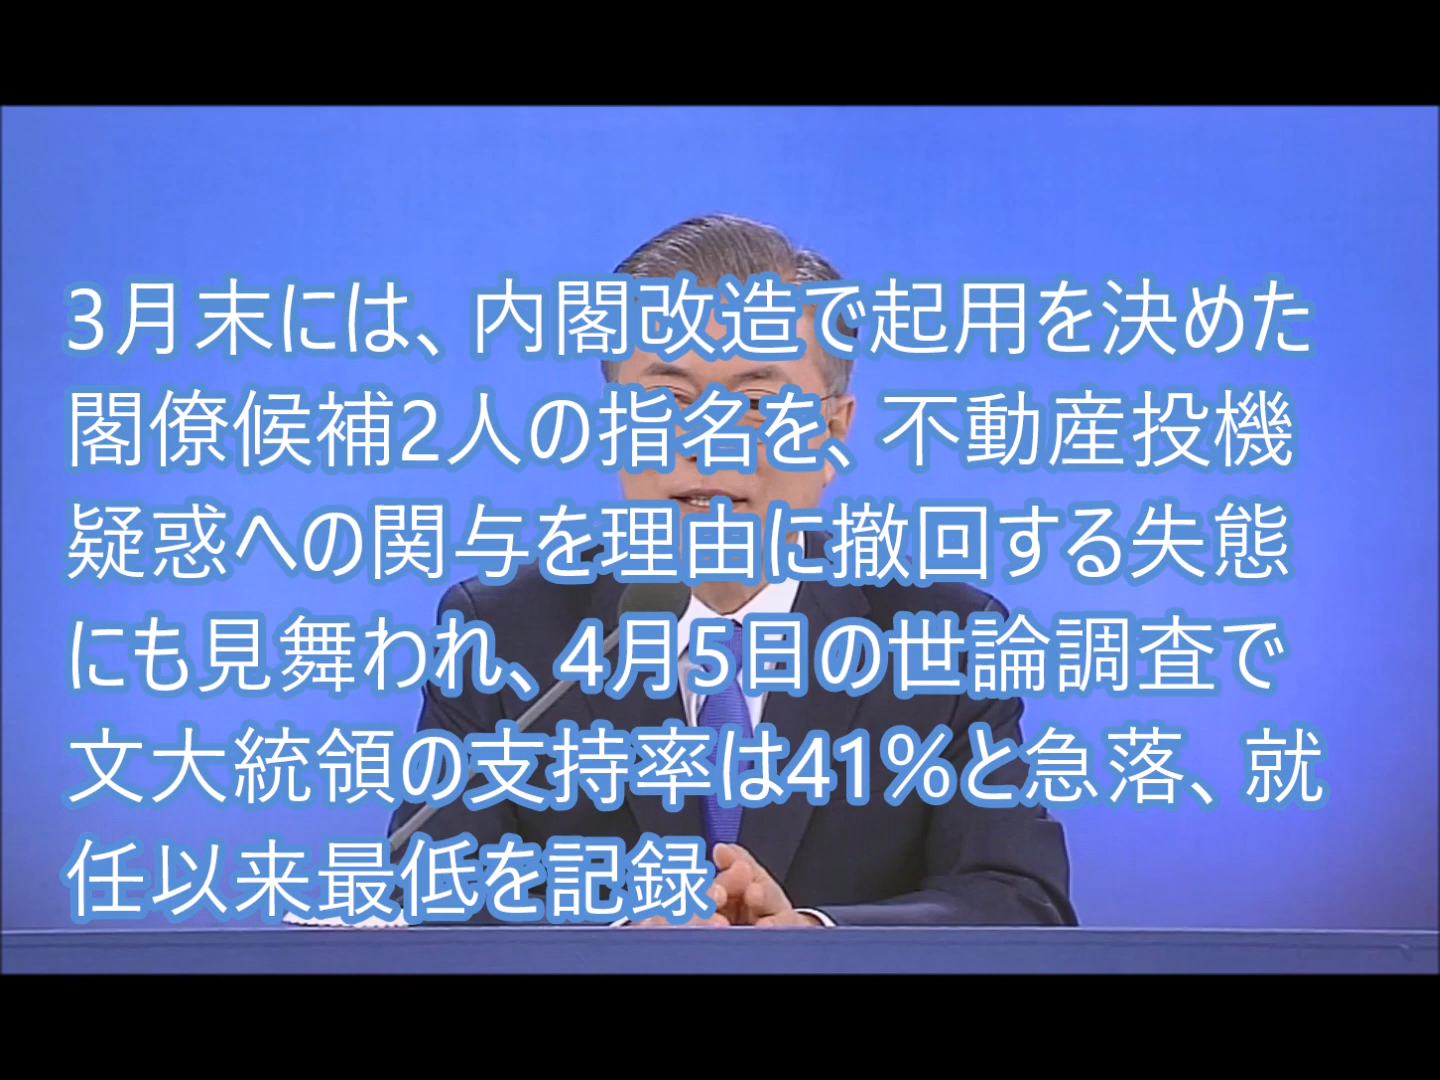 3月末には、内閣改造で起用を決めた
閣僚候補2人の指名を、不動産投機
疑惑への関与を理由に撤回する失態
にも見舞われ、4月5日の世論調査で
文大統領の支持率は41％と急落、就
任以来最低を記録